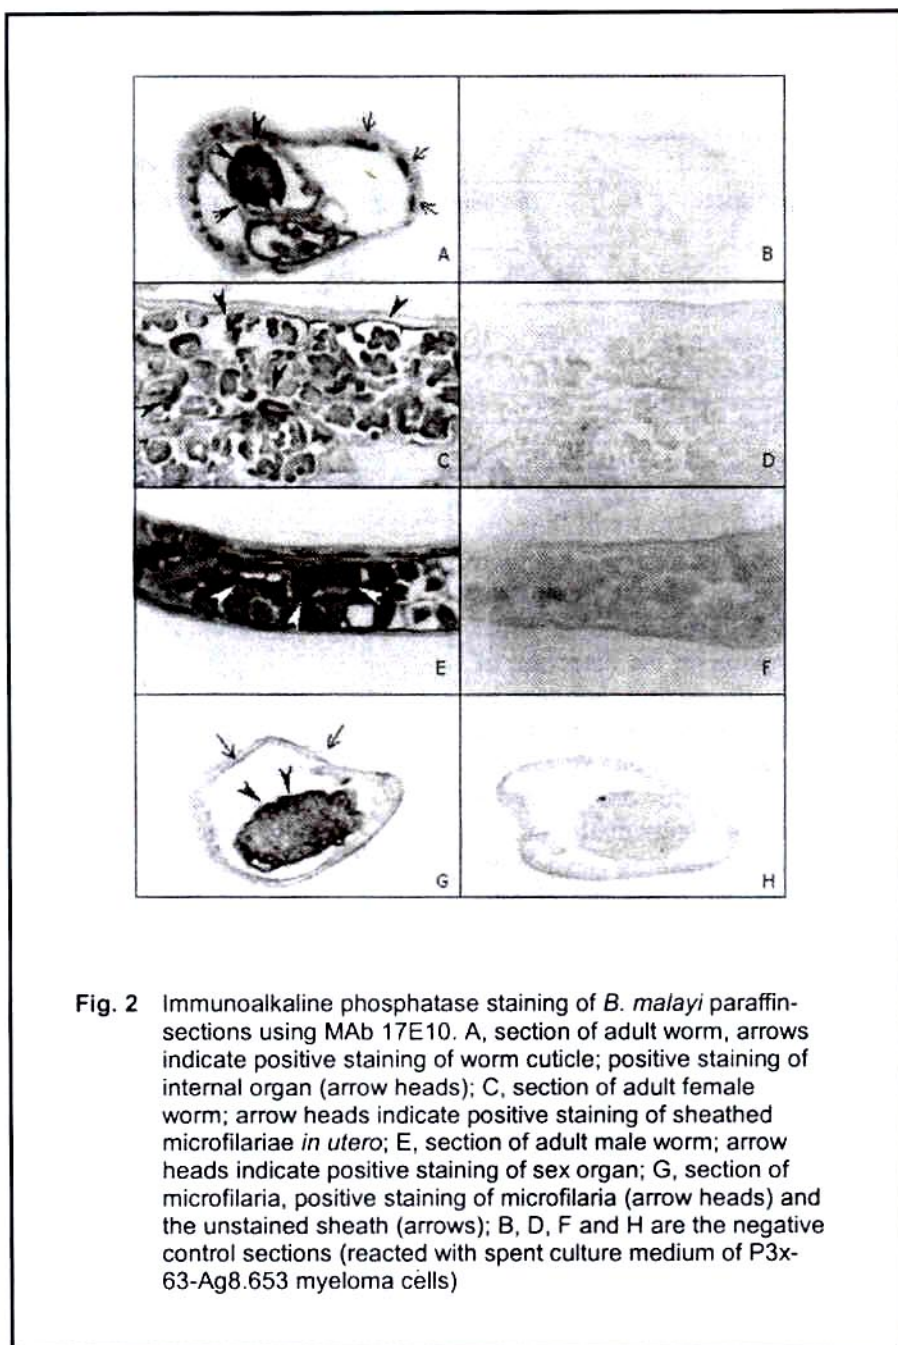 A
B
C
D
E
F
G
H
Fig. 2 Immunoalkaline phosphatase staining of B. malayi paraffin-
sections using MAb 17E10. A, section of adult worm, arrows
indicate positive staining of worm cuticle; positive staining of
internal organ (arrow heads); C, section of adult female
worm; arrow heads indicate positive staining of sheathed
microfilariae in utero; E, section of adult male worm; arrow
heads indicate positive staining of sex organ; G, section of
microfilaria, positive staining of microfilaria (arrow heads) and
the unstained sheath (arrows); B, D, F and H are the negative
control sections (reacted with spent culture medium of P3x-
63-Ag8.653 myeloma cells)